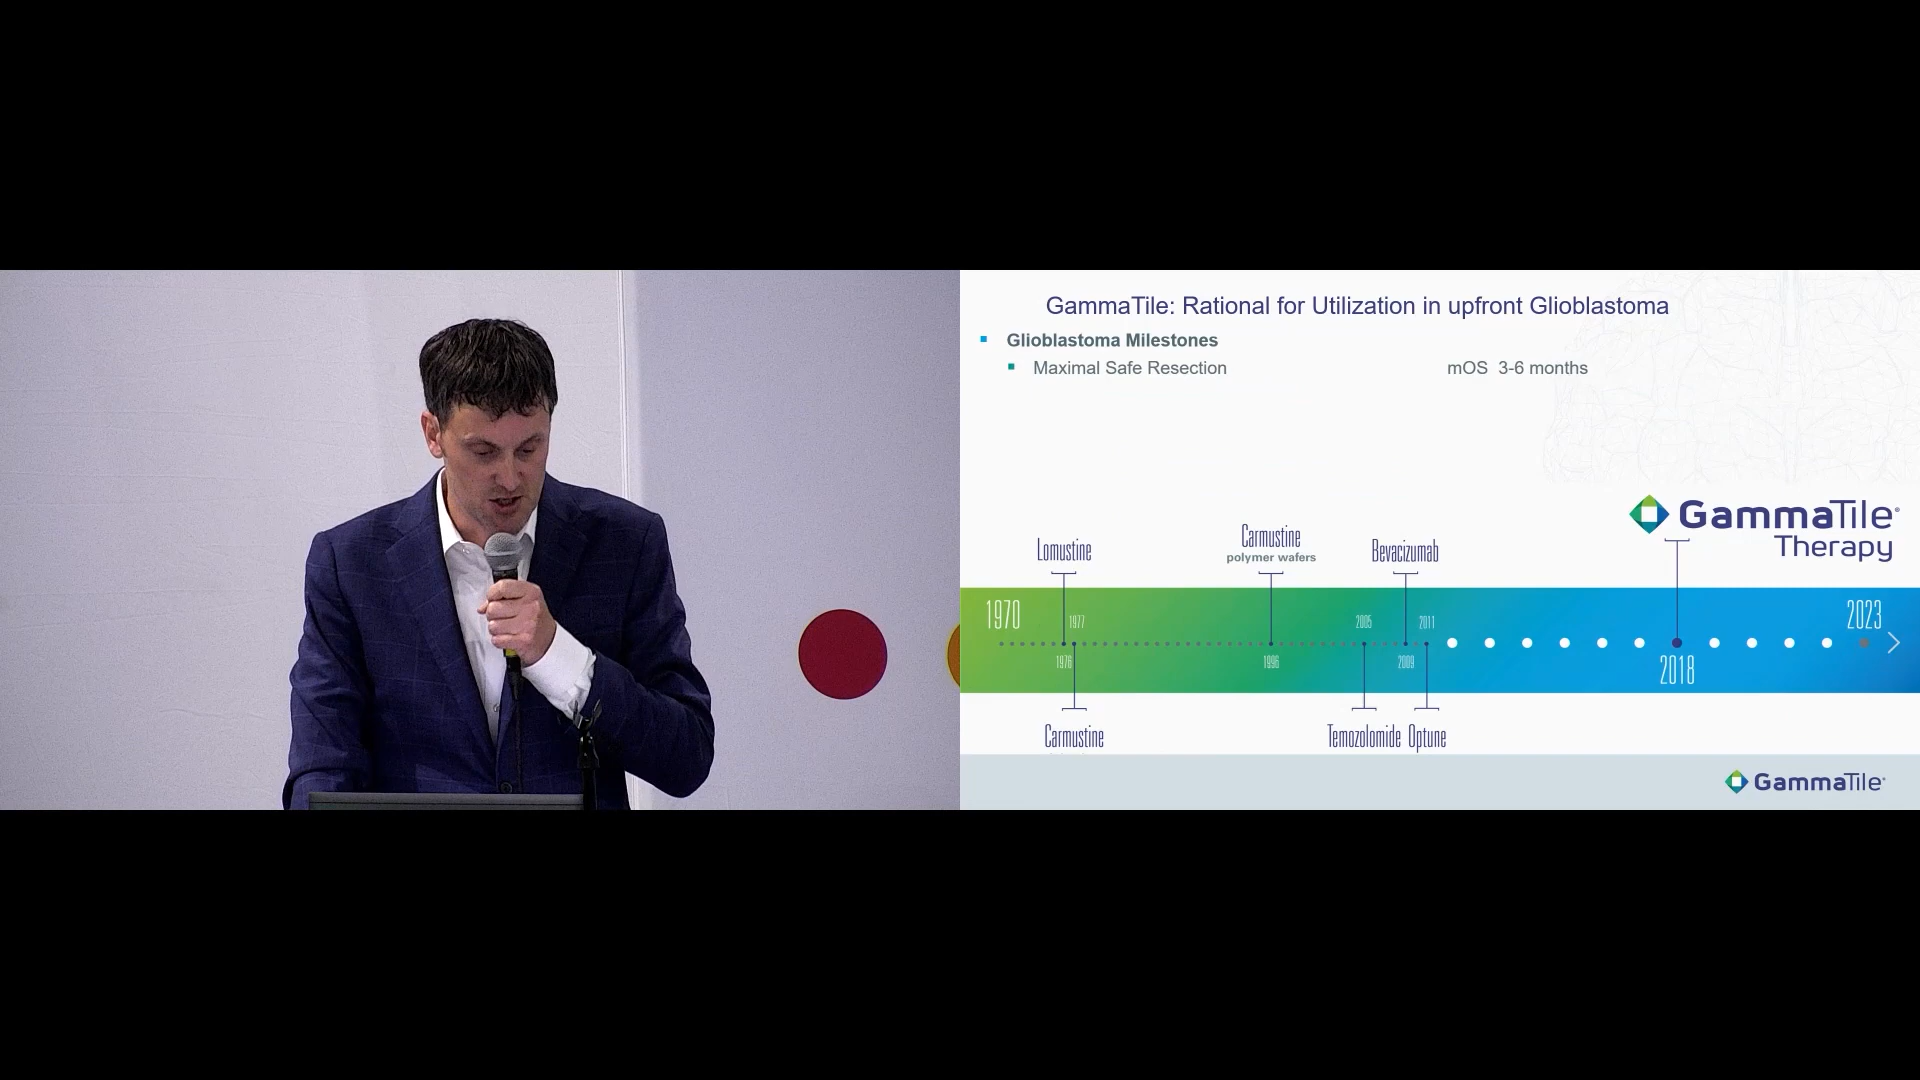 GammaTile: Rational for Utilization in upfront Glioblastoma
Glioblastoma Milestones
Maximal Safe Resection mOS 3-6 months
GammaTile®
Therapy
Lomustine
Carmustine
polymer wafers
Bevacizumab
1970
1977
2005
2011
2023
1976
1996
2009
2018
Carmustine
Temozolomide
Optune
GammaTile®